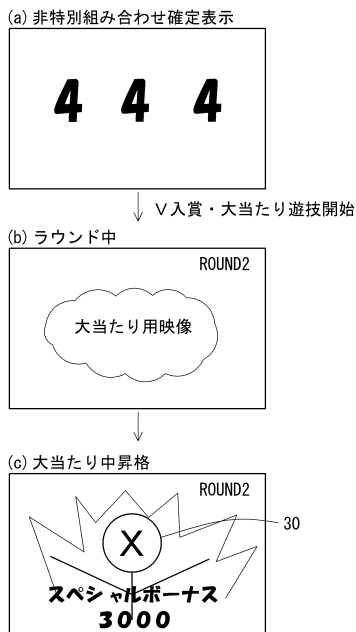 (a) 非特別組み合わせ確定表示
4 4 4
V入賞・大当たり遊技開始
(b) ラウンド中
ROUND2
大当たり用映像
(c) 大当たり中昇格
ROUND2
30
X
スペシャルボーナス
3000